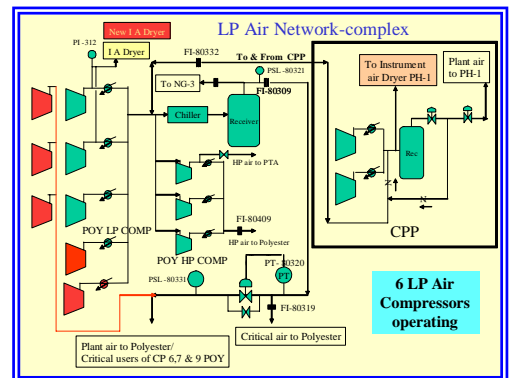 LP Air Network-complex
New I A Dryer
PI -312
I A Dryer
FI-80332
To & From CPP
PSL -80321
To NG-3
FI-80309
To Instrument
air Dryer PH-1
Plant air
to PH-1
Chiller
Receiver
Rec
HP air to PTA
N
N
FI-80409
POY LP COMP
POY HP COMP
HP air to Polyester
CPP
PT- 80320
PSL -80331
PT
FI-80319
6 LP Air
Compressors
operating
Plant air to Polyester/
Critical users of CP 6,7 & 9 POY
Critical air to Polyester